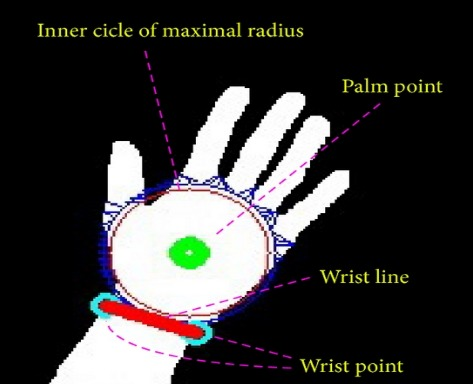 Inner cicle of maximal radius
Palm point
Wrist line
Wrist point